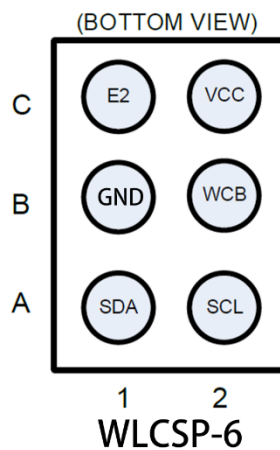 (BOTTOM VIEW)
C E2 VCC
B GND WCB
A SDA SCL
1 2
WLCSP-6